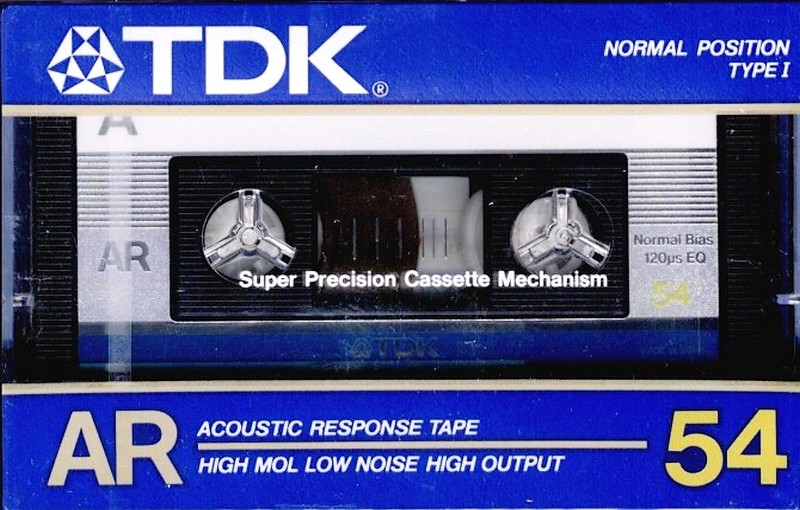 TDK®
NORMAL POSITION
TYPE I
A
AR
Normal Bias
120µs EQ
54
Super Precision Cassette Mechanism
TDK
AR
ACOUSTIC RESPONSE TAPE
HIGH MOL LOW NOISE HIGH OUTPUT
54